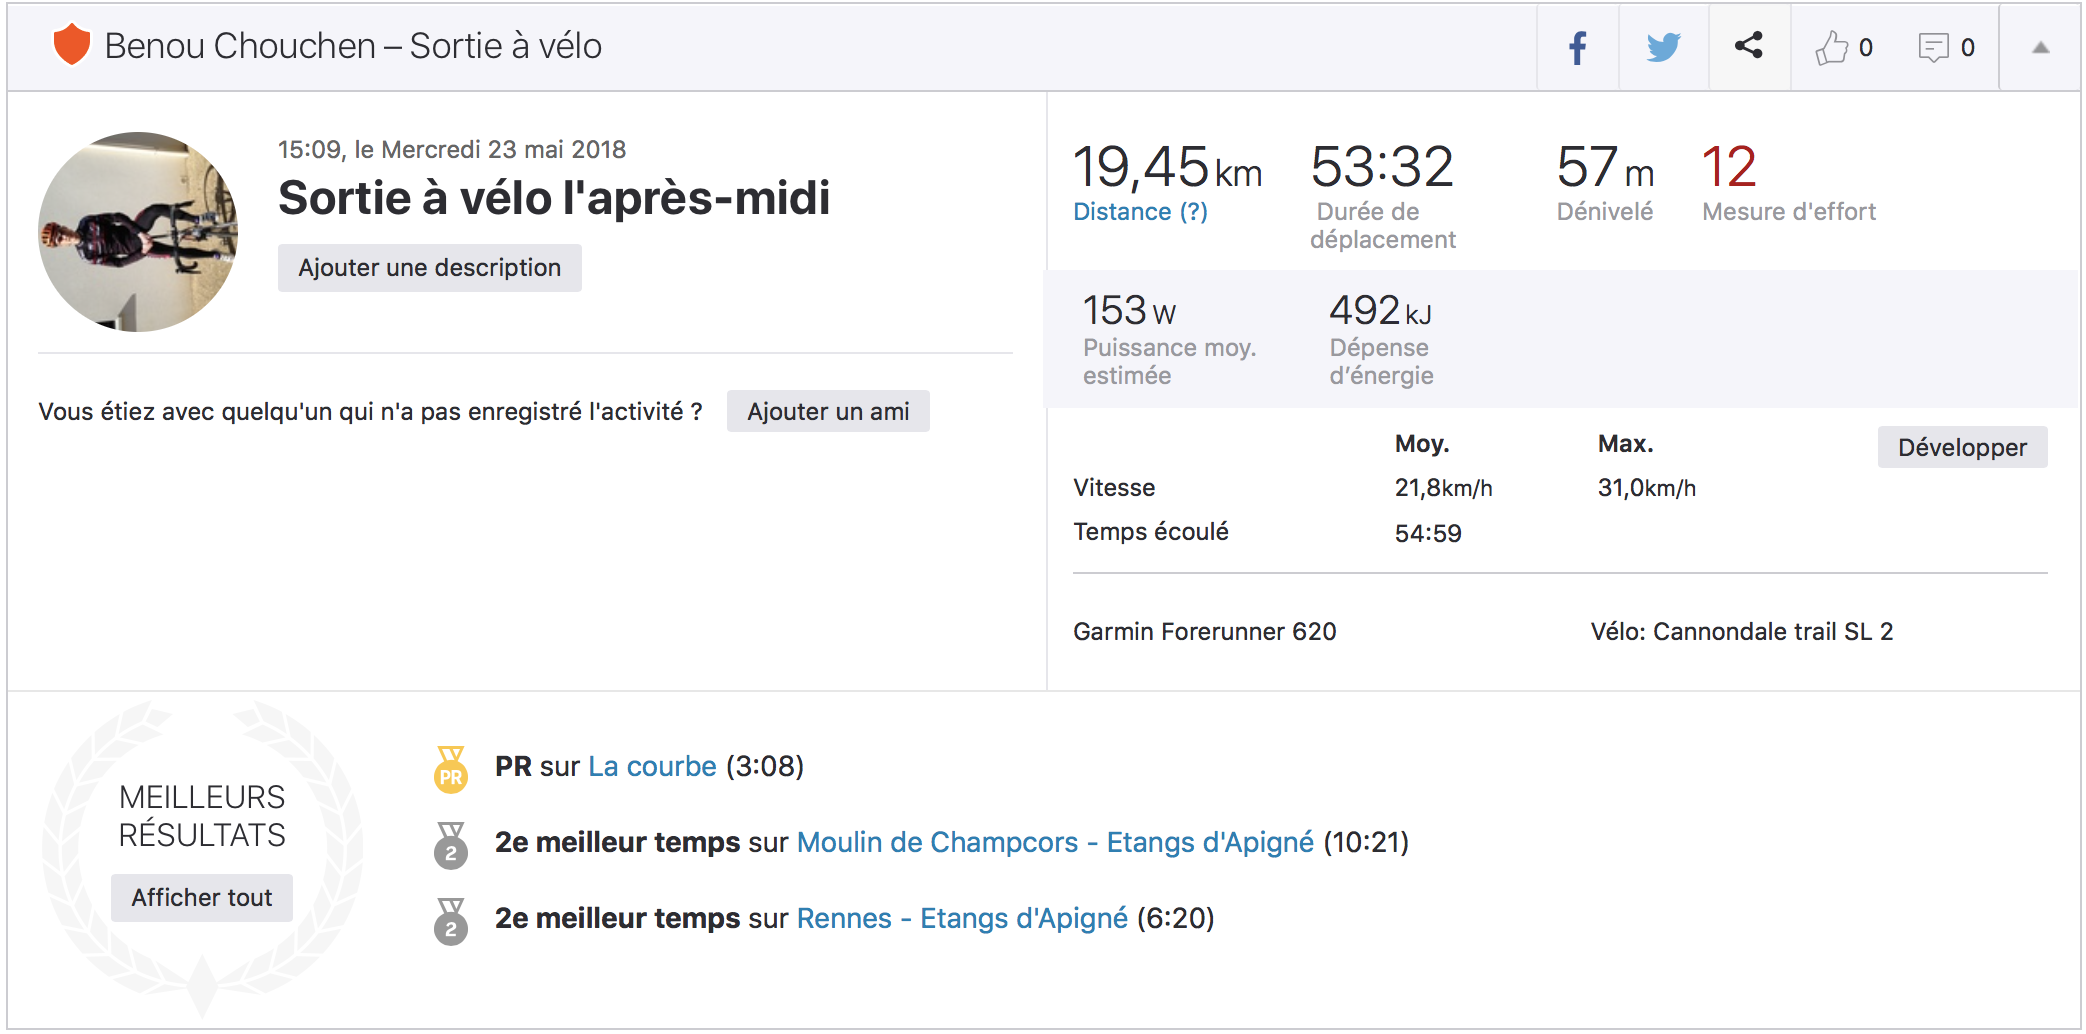 Benou Chouchen – Sortie à vélo
0
0
15:09, le Mercredi 23 mai 2018
Sortie à vélo l'après-midi
Ajouter une description
Vous étiez avec quelqu'un qui n'a pas enregistré l'activité ? Ajouter un ami
19,45 km
Distance (?)
53:32
Durée de
déplacement
57 m
Dénivelé
12
Mesure d'effort
153 W
Puissance moy.
estimée
492 kJ
Dépense
d’énergie
Moy. Max.
Développer
Vitesse 21,8km/h 31,0km/h
Temps écoulé 54:59
Garmin Forerunner 620 Vélo: Cannondale trail SL 2
MEILLEURS
RÉSULTATS
Afficher tout
PR PR sur La courbe (3:08)
2 2e meilleur temps sur Moulin de Champcors - Etangs d'Apigné (10:21)
2 2e meilleur temps sur Rennes - Etangs d'Apigné (6:20)